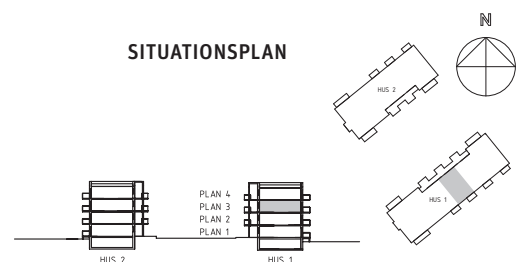 N
SITUATIONSPLAN
HUS 2
HUS 1
PLAN 4
PLAN 3
PLAN 2
PLAN 1
HUS 2
HUS 1